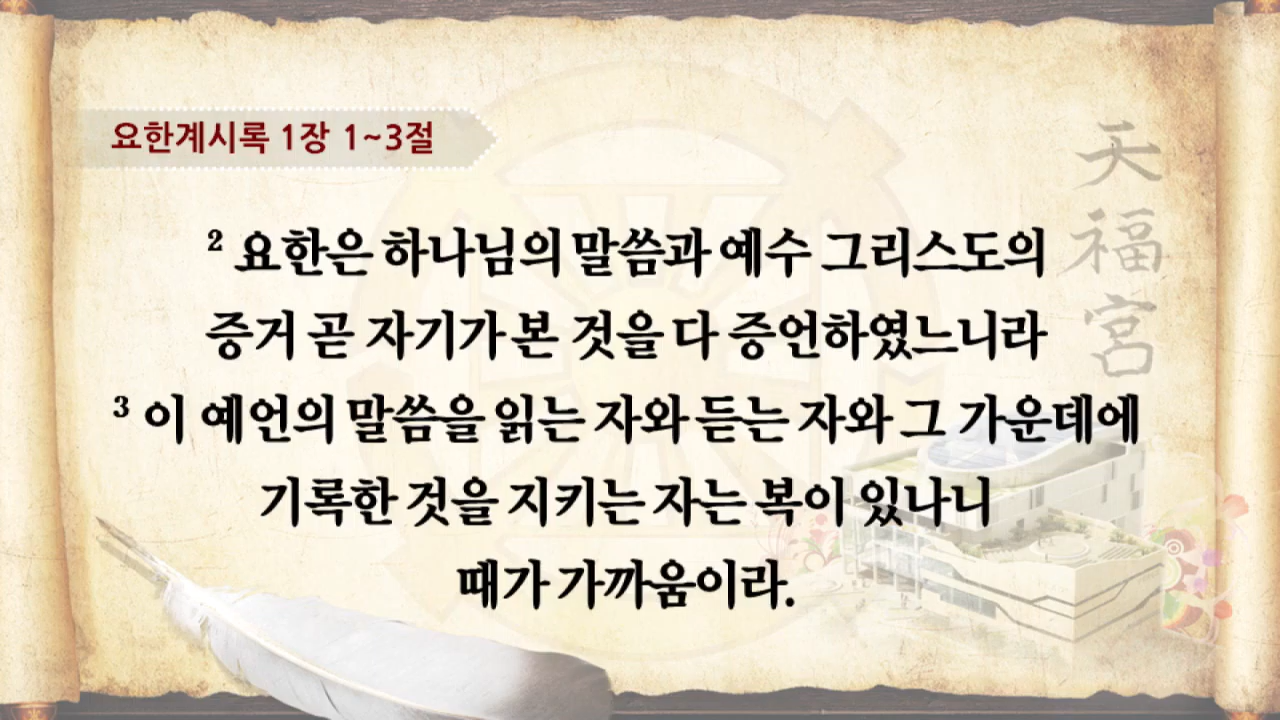 요한계시록 1장 1~3절
² 요한은 하나님의 말씀과 예수 그리스도의
증거 곧 자기가 본 것을 다 증언하였느니라
³ 이 예언의 말씀을 읽는 자와 듣는 자와 그 가운데에
기록한 것을 지키는 자는 복이 있나니
때가 가까움이라.
天
福
宮